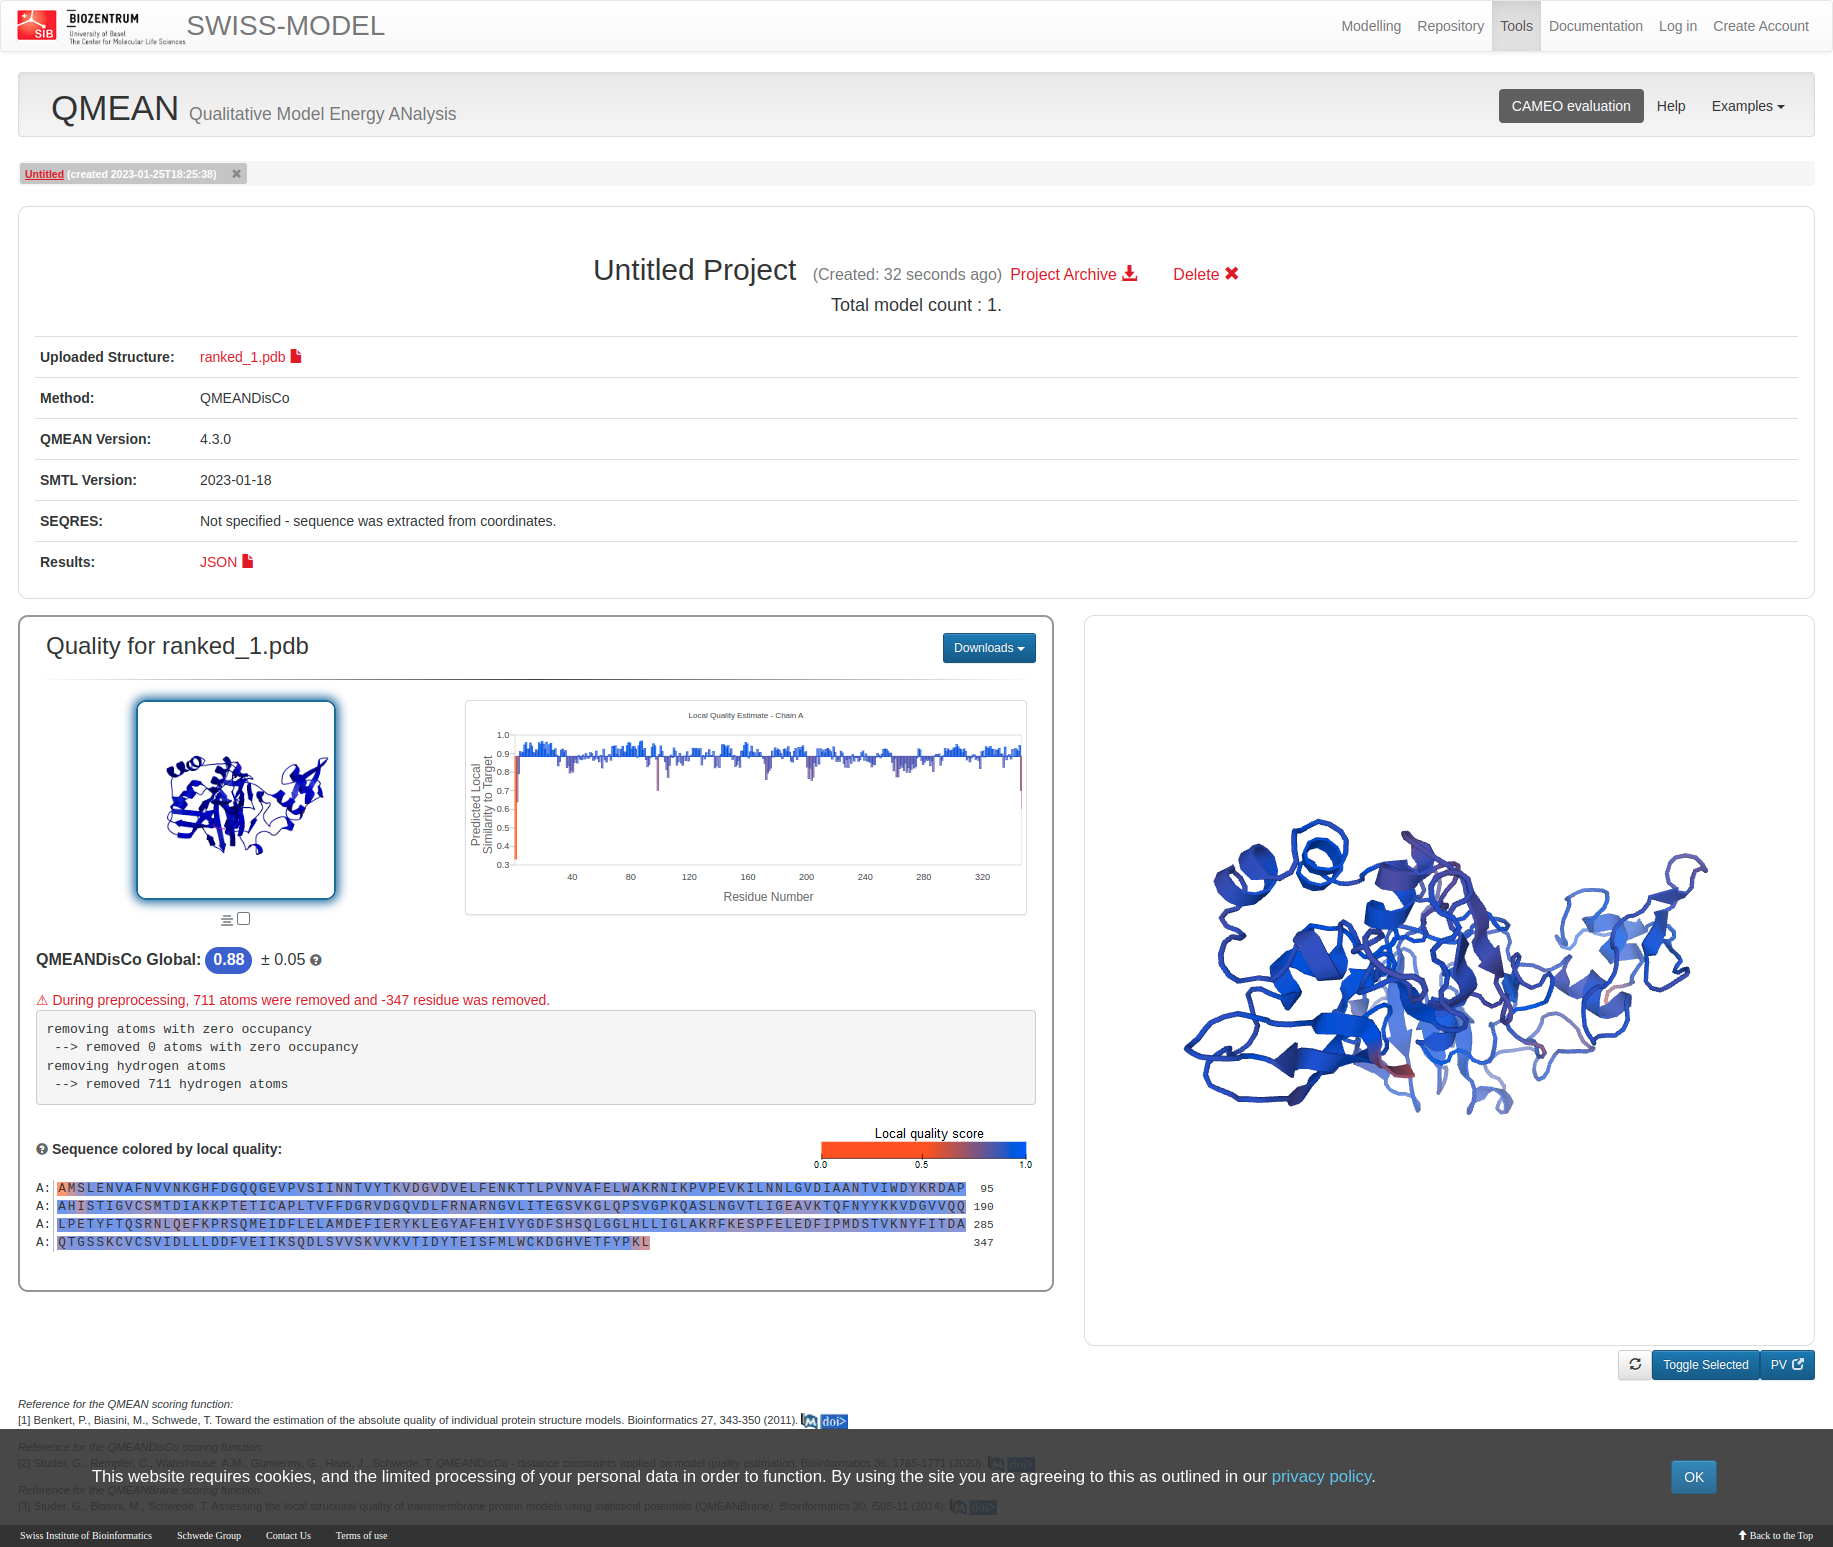 SIB
BIOZENTRUM
University of Basel
The Center for Molecular Life Sciences
SWISS-MODEL
Modelling Repository Tools Documentation Log in Create Account
QMEAN Qualitative Model Energy ANalysis
CAMEO evaluation Help Examples
Untitled (created 2023-01-25T18:25:38)
Untitled Project (Created: 32 seconds ago) Project Archive Delete
Total model count : 1.
Uploaded Structure: ranked_1.pdb
Method: QMEANDisCo
QMEAN Version: 4.3.0
SMTL Version: 2023-01-18
SEQRES: Not specified - sequence was extracted from coordinates.
Results: JSON
Quality for ranked_1.pdb
Downloads
Local Quality Estimate - Chain A
Predicted Local
Similarity to Target
1.0
0.9
0.8
0.7
0.6
0.5
0.4
0.3
40 80 120 160 200 240 280 320
Residue Number
QMEANDisCo Global: 0.88 ± 0.05
⚠ During preprocessing, 711 atoms were removed and -347 residue was removed.
removing atoms with zero occupancy
--> removed 0 atoms with zero occupancy
removing hydrogen atoms
--> removed 711 hydrogen atoms
Sequence colored by local quality:
Local quality score
0.0 0.5 1.0
A: AMSLENVAFNVVNKGHFDGQQGEVPVSIINNTVYTKVDGVDVELFENKTTLPVNVAFELWAKRNIKPVPEVKILNNLGVDIAANTVIWDYKRDAP 95
A: AHISTIGVCSMTDIAKKPTETICAPLTVFFDGRVDGQVDLFRNARNGVLITEGSVKGLQPSVGPKQASLNGVTLIGEAVKTQFNYYKKVDGVVQQ 190
A: LPETYFTQSRNLQEFKPRSQMEIDFLELAMDEFIERYKLEGYAFEHIVYGDFSHSQLGGLHLLIGLAKRFKESPFELEDFIPMDSTVKNYFITDA 285
A: QTGSSKCVCSVIDLLLDDFVEIIKSQDLSVVSKVVKVTIDYTEISFMLWCKDGHVETFYPKL 347
Toggle Selected PV
Reference for the QMEAN scoring function:
[1] Benkert, P., Biasini, M., Schwede, T. Toward the estimation of the absolute quality of individual protein structure models. Bioinformatics 27, 343-350 (2011). M doi>
Reference for the QMEANDisCo scoring function:
[2] Studer, G., Rempfer, C., Waterhouse, A.M., Gumienny, G., Haas, J., Schwede, T. QMEANDisCo - distance constraints applied on model quality estimation. Bioinformatics 36, 1765-1771 (2020). M doi>
This website requires cookies, and the limited processing of your personal data in order to function. By using the site you are agreeing to this as outlined in our privacy policy.
OK
Reference for the QMEANBrane scoring function:
[3] Studer, G., Biasini, M., Schwede, T. Assessing the local structural quality of transmembrane protein models using statistical potentials (QMEANBrane). Bioinformatics 30, i505-11 (2014). M doi>
Swiss Institute of Bioinformatics Schwede Group Contact Us Terms of use
Back to the Top